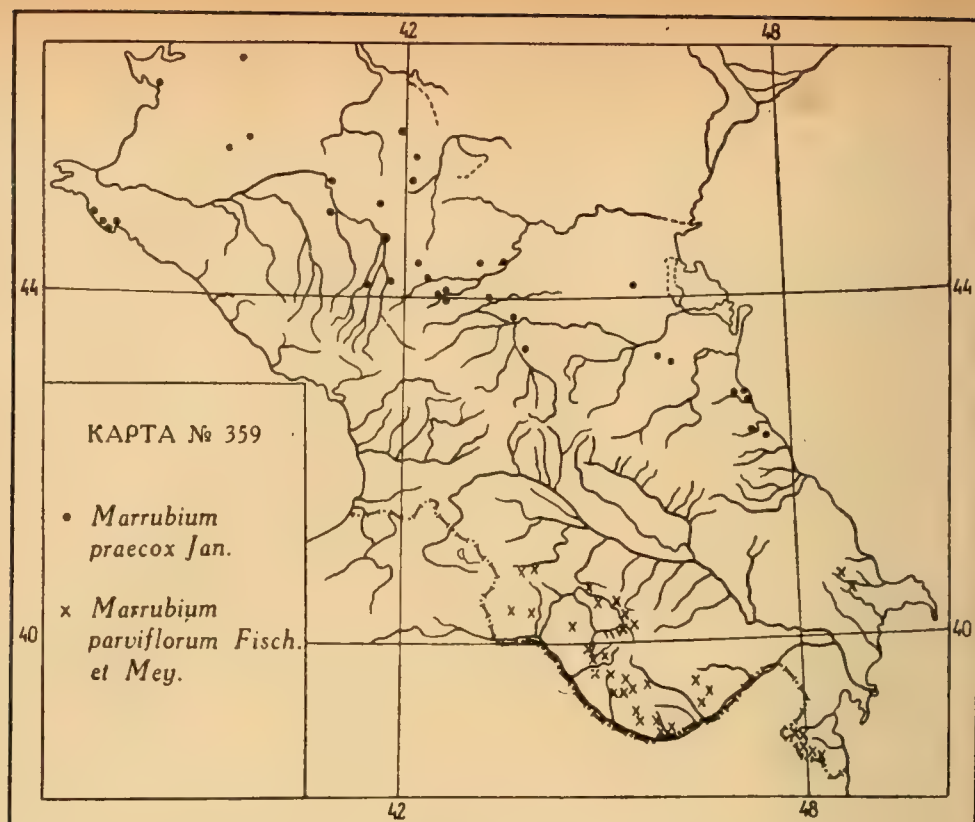 42 48
44 44
КАРТА № 359
• Marrubium
praecox Jan.
× Marrubium
parviflorum Fisch.
et Mey.
40 40
42 48